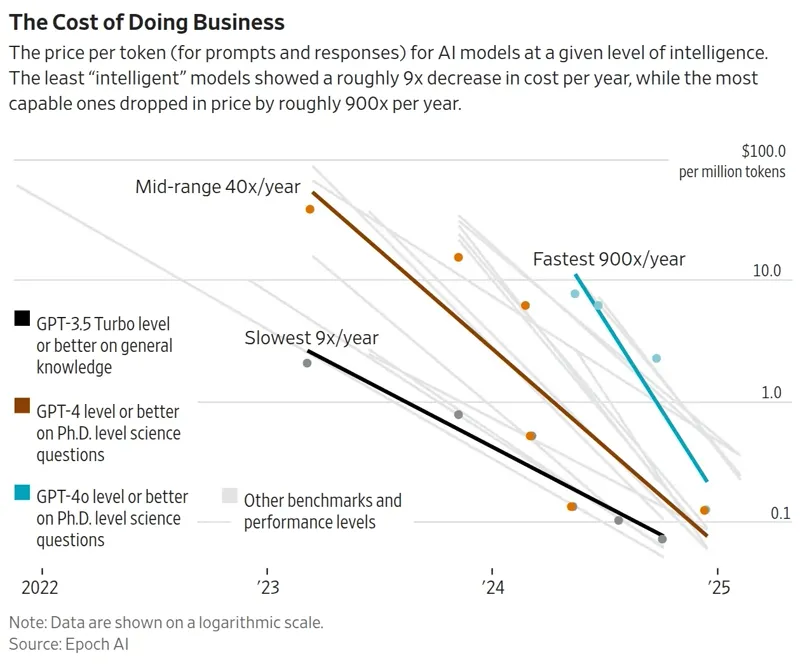 The Cost of Doing Business
The price per token (for prompts and responses) for AI models at a given level of intelligence.
The least “intelligent” models showed a roughly 9x decrease in cost per year, while the most
capable ones dropped in price by roughly 900x per year.
$100.0
per million tokens
Mid-range 40x/year
Fastest 900x/year
10.0
GPT-3.5 Turbo level
or better on general
knowledge
Slowest 9x/year
1.0
GPT-4 level or better
on Ph.D. level science
questions
GPT-4o level or better
on Ph.D. level science
questions
Other benchmarks and
performance levels
0.1
2022
’23
’24
’25
Note: Data are shown on a logarithmic scale.
Source: Epoch AI